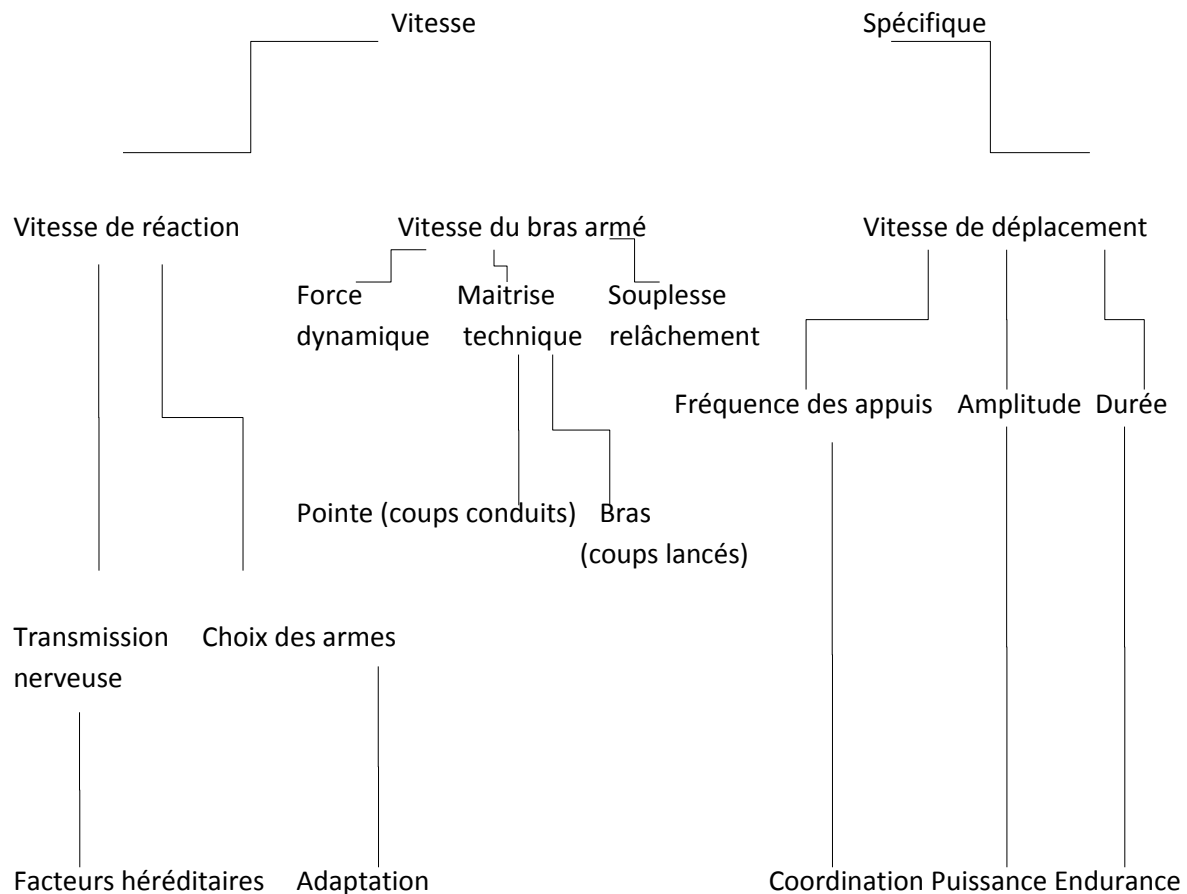 Vitesse Spécifique
Vitesse de réaction Vitesse du bras armé Vitesse de déplacement
Force Maitrise Souplesse
dynamique technique relâchement
Fréquence des appuis Amplitude Durée
Pointe (coups conduits) Bras
(coups lancés)
Transmission Choix des armes
nerveuse
Facteurs héréditaires Adaptation Coordination Puissance Endurance